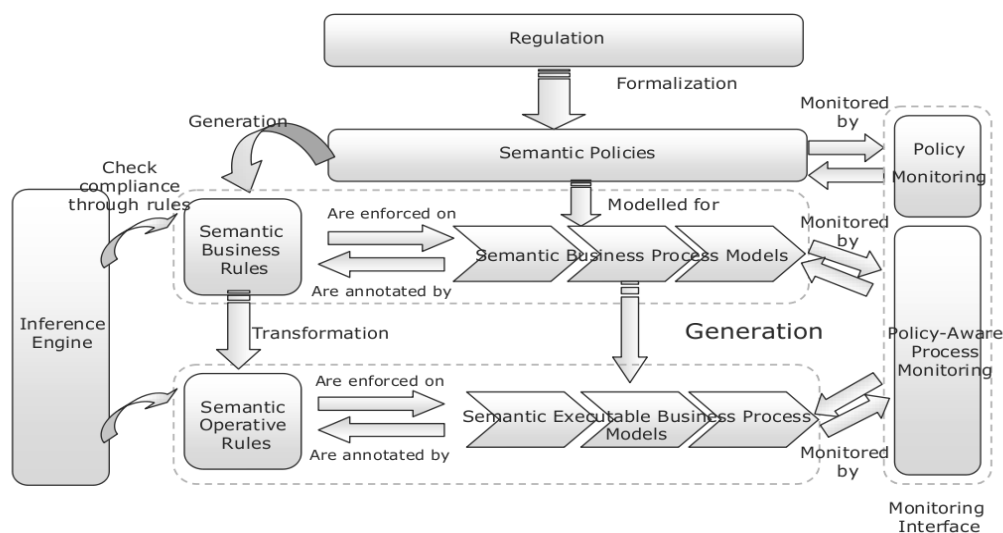 Regulation
Formalization
Monitored
by
Generation
Semantic Policies
Policy
Monitoring
Check
compliance
through rules
Modelled for
Are enforced on
Monitored
by
Semantic
Business
Rules
Semantic Business Process Models
Are annotated by
Inference
Engine
Transformation
Generation
Policy-Aware
Process
Monitoring
Are enforced on
Semantic
Operative
Rules
Semantic Executable Business Process
Models
Are annotated by
Monitored
by
Monitoring
Interface